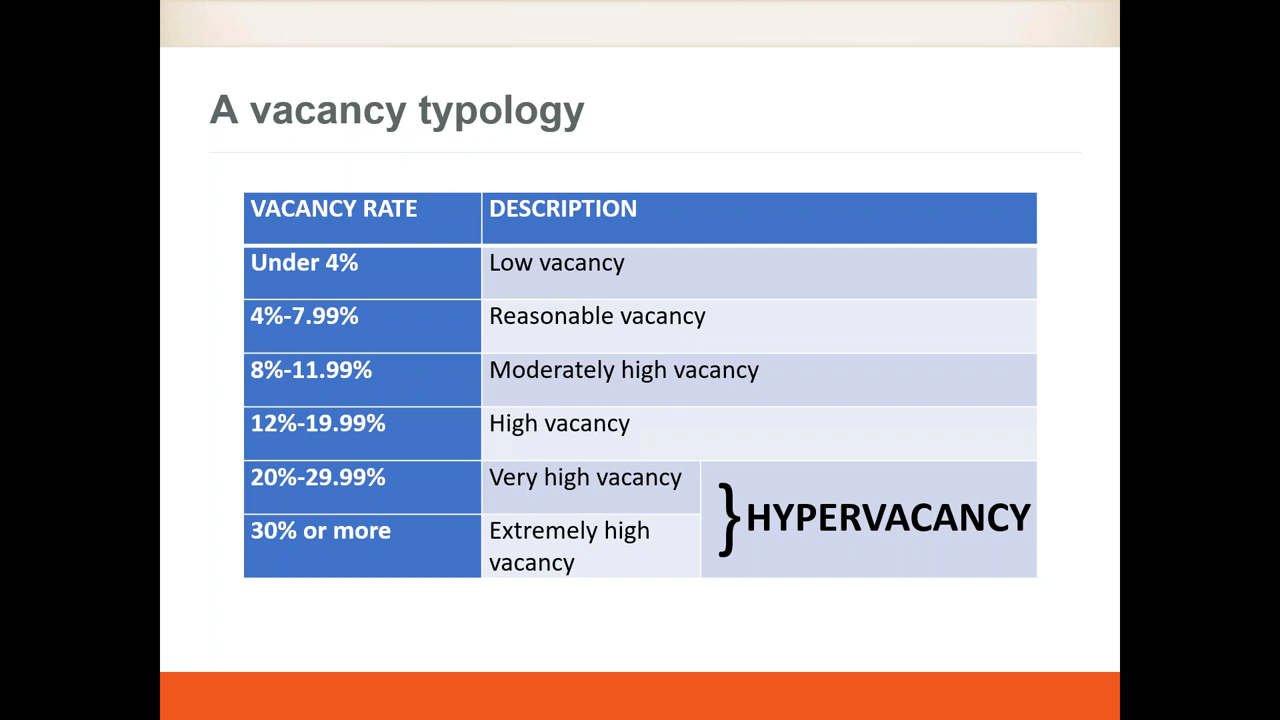 A vacancy typology
VACANCY RATE DESCRIPTION
Under 4% Low vacancy
4%-7.99% Reasonable vacancy
8%-11.99% Moderately high vacancy
12%-19.99% High vacancy
20%-29.99% Very high vacancy
30% or more Extremely high
vacancy
}HYPERVACANCY